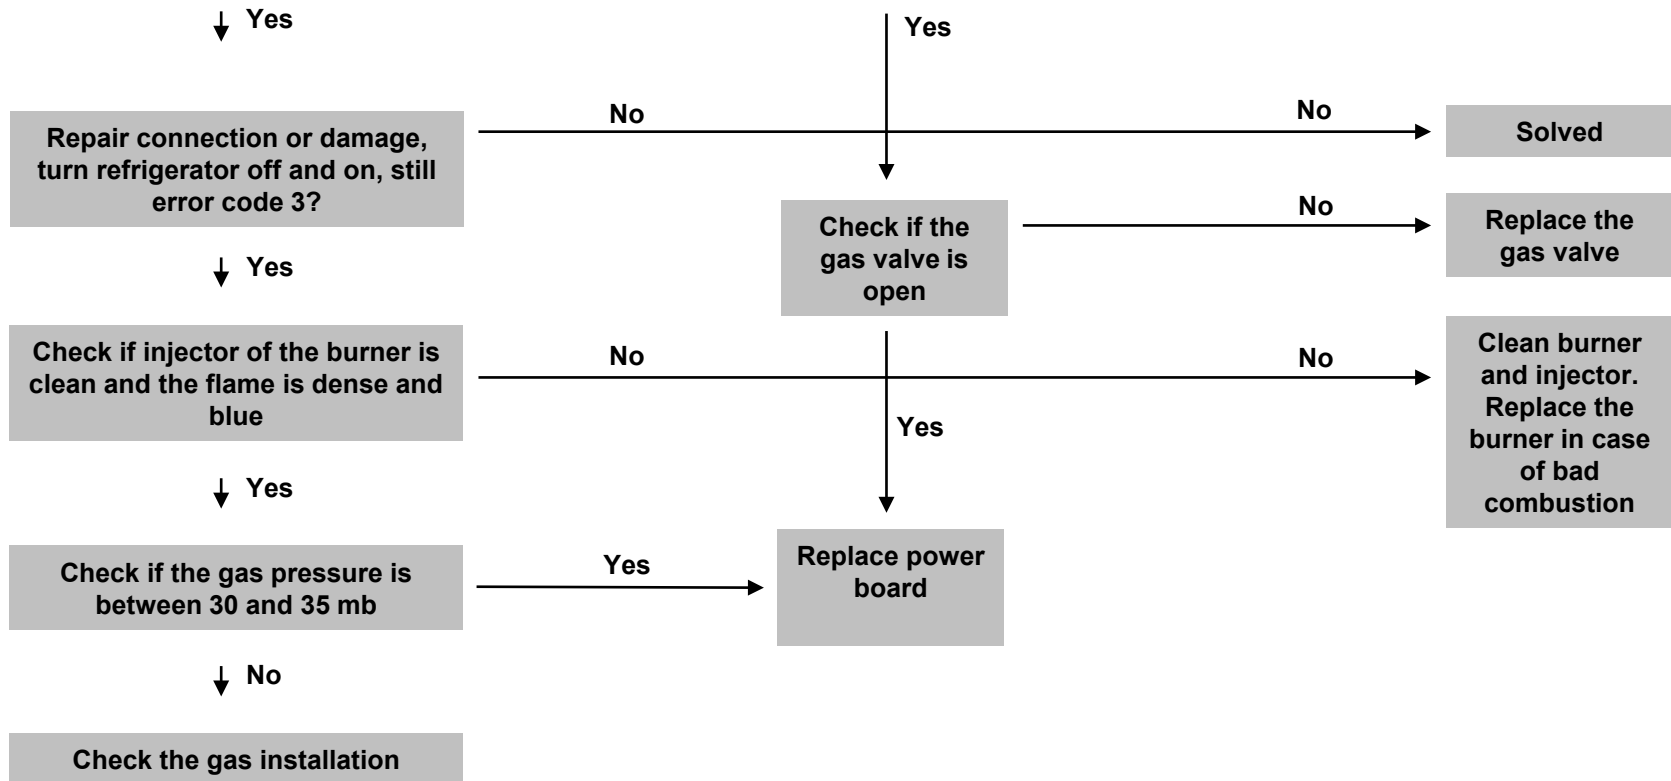 Yes
Yes
No
No
Repair connection or damage,
turn refrigerator off and on, still
error code 3?
Solved
Check if the
gas valve is
open
No
Replace the
gas valve
Yes
Check if injector of the burner is
clean and the flame is dense and
blue
No
No
Clean burner
and injector.
Replace the
burner in case
of bad
combustion
Yes
Yes
Check if the gas pressure is
between 30 and 35 mb
Yes
Replace power
board
No
Check the gas installation